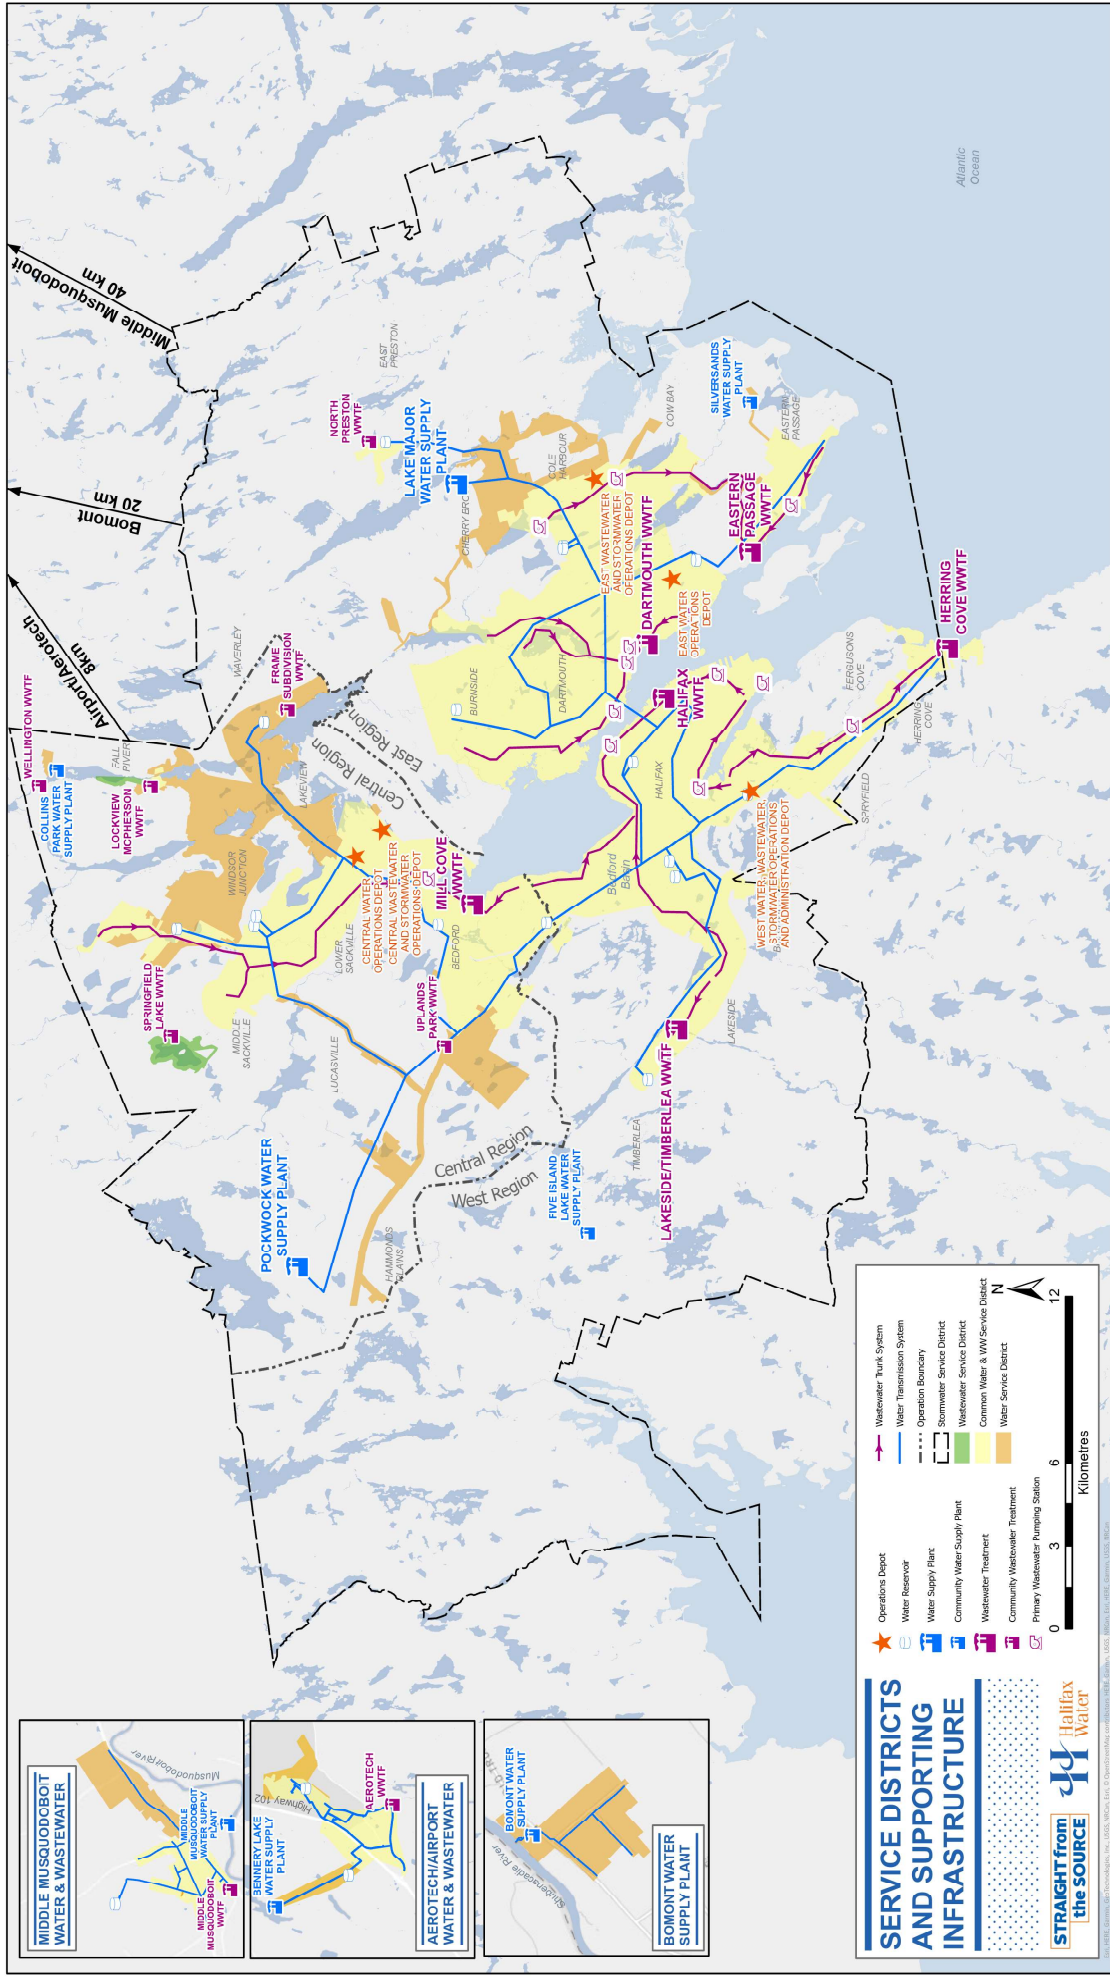 MIDDLE MUSQUODOBOIT
WATER & WASTEWATER
Musquodoboit River
MIDDLE
MUSQUODOBOIT
WATER SUPPLY
PLANT
MIDDLE
MUSQUODOBOIT
WWTF
BENNERY LAKE
WATER SUPPLY
PLANT
Highway 102
AEROTECH
WWTF
AEROTECH/AIRPORT
WATER & WASTEWATER
BOMONT WATER
SUPPLY PLANT
Shubenacadie River
BOMONT WATER
SUPPLY PLANT
Airport/Aerotech
8km
Bomont
20 km
Middle Musquodoboit
40 km
WELLINGTON WWTF
COLLINS
PARK WATER
SUPPLY PLANT
FALL
RIVER
LOCKVIEW
MCPHERSON
WWTF
WAVERLEY
FRAME
SUBDIVISION
WWTF
SPRINGFIELD
LAKE WWTF
WINDSOR
JUNCTION
LAKEVIEW
MIDDLE
SACKVILLE
LOWER
SACKVILLE
LUCASVILLE
CENTRAL WATER
OPERATIONS DEPOT
CENTRAL WASTEWATER
AND STORMWATER
OPERATIONS DEPOT
MILL COVE
WWTF
BEDFORD
UPLANDS
PARK WWTF
POCKWOCK WATER
SUPPLY PLANT
HAMMONDS
PLAINS
Central Region
West Region
Central Region
East Region
FIVE ISLAND
LAKE WATER
SUPPLY PLANT
TIMBERLEA
LAKESIDE/TIMBERLEA WWTF
LAKESIDE
Bedford
Basin
NORTH
PRESTON
WWTF
EAST
PRESTON
LAKE MAJOR
WATER SUPPLY
PLANT
CHERRY BRO
COLE
HARBOUR
COW BAY
BURNSIDE
DARTMOUTH
EAST WASTEWATER
AND STORMWATER
OPERATIONS DEPOT
DARTMOUTH WWTF
EAST WATER
OPERATIONS
DEPOT
SILVERSANDS
WATER SUPPLY
PLANT
EASTERN
PASSAGE
EASTERN
PASSAGE
WWTF
HALIFAX
HALIFAX
WWTF
WEST WATER, WASTEWATER,
STORMWATER OPERATIONS
AND ADMINISTRATION DEPOT
SPRYFIELD
FERGUSONS
COVE
HERRING
COVE
HERRING
COVE WWTF
Atlantic
Ocean
SERVICE DISTRICTS
AND SUPPORTING
INFRASTRUCTURE
STRAIGHT from
the SOURCE
Halifax
Water
Operations Depot
Water Reservoir
Water Supply Plant
Community Water Supply Plant
Wastewater Treatment
Community Wastewater Treatment
Primary Wastewater Pumping Station
Wastewater Trunk System
Water Transmission System
Operation Boundary
Stormwater Service District
Wastewater Service District
Common Water & WW Service District
Water Service District
N
0 3 6 12
Kilometres